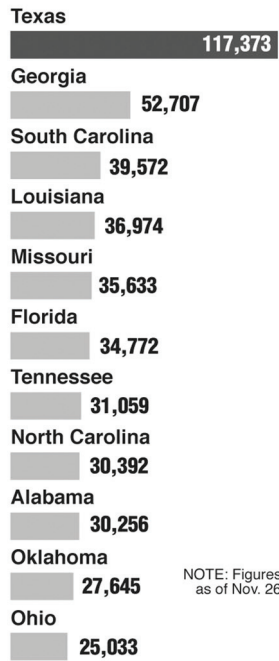 Texas
117,373
Georgia
52,707
South Carolina
39,572
Louisiana
36,974
Missouri
35,633
Florida
34,772
Tennessee
31,059
North Carolina
30,392
Alabama
30,256
Oklahoma
27,645
NOTE: Figures
as of Nov. 26
Ohio
25,033